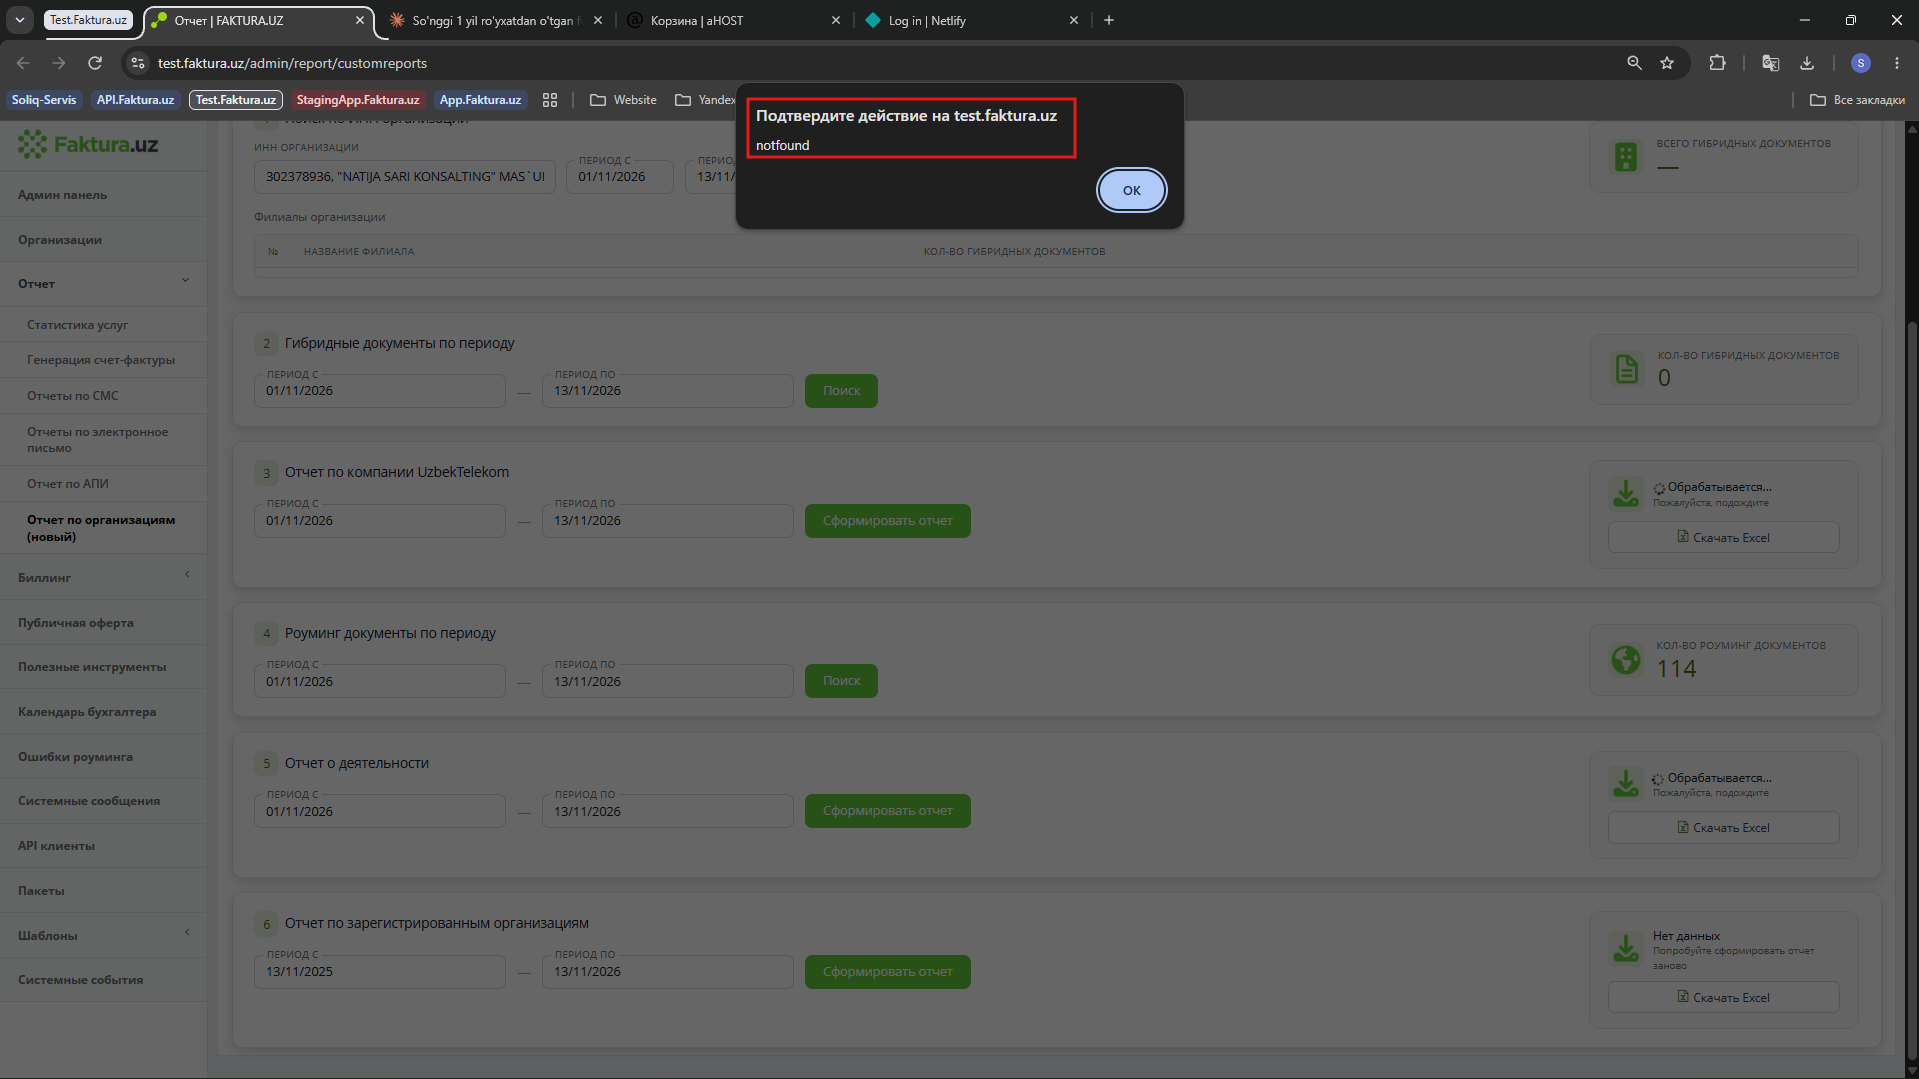 Test.Faktura.uz
Отчет | FAKTURA.UZ
So'nggi 1 yil ro'yxatdan o'tgan f
Корзина | aHOST
Log in | Netlify
test.faktura.uz/admin/report/customreports
S
Soliq-Servis
API.Faktura.uz
Test.Faktura.uz
StagingApp.Faktura.uz
App.Faktura.uz
Website
Yandex
Все закладки
Подтвердите действие на test.faktura.uz
notfound
ОК
Faktura.uz
Админ панель
Организации
Отчет
Статистика услуг
Генерация счет-фактуры
Отчеты по СМС
Отчеты по электронное
письмо
Отчет по АПИ
Отчет по организациям
(новый)
Биллинг
Публичная оферта
Полезные инструменты
Календарь бухгалтера
Ошибки роуминга
Системные сообщения
API клиенты
Пакеты
Шаблоны
Системные события
ИНН ОРГАНИЗАЦИИ
302378936, "NATIJA SARI KONSALTING" MAS`UI
ПЕРИОД С
01/11/2026
13/11/
ВСЕГО ГИБРИДНЫХ ДОКУМЕНТОВ
—
Филиалы организации
№ НАЗВАНИЕ ФИЛИАЛА КОЛ-ВО ГИБРИДНЫХ ДОКУМЕНТОВ
2 Гибридные документы по периоду
ПЕРИОД С
01/11/2026
—
ПЕРИОД ПО
13/11/2026
Поиск
КОЛ-ВО ГИБРИДНЫХ ДОКУМЕНТОВ
0
3 Отчет по компании UzbekTelekom
ПЕРИОД С
01/11/2026
—
ПЕРИОД ПО
13/11/2026
Сформировать отчет
Обрабатывается...
Пожалуйста, подождите
Скачать Excel
4 Роуминг документы по периоду
ПЕРИОД С
01/11/2026
—
ПЕРИОД ПО
13/11/2026
Поиск
КОЛ-ВО РОУМИНГ ДОКУМЕНТОВ
114
5 Отчет о деятельности
ПЕРИОД С
01/11/2026
—
ПЕРИОД ПО
13/11/2026
Сформировать отчет
Обрабатывается...
Пожалуйста, подождите
Скачать Excel
6 Отчет по зарегистрированным организациям
ПЕРИОД С
13/11/2025
—
ПЕРИОД ПО
13/11/2026
Сформировать отчет
Нет данных
Попробуйте сформировать отчет
заново
Скачать Excel